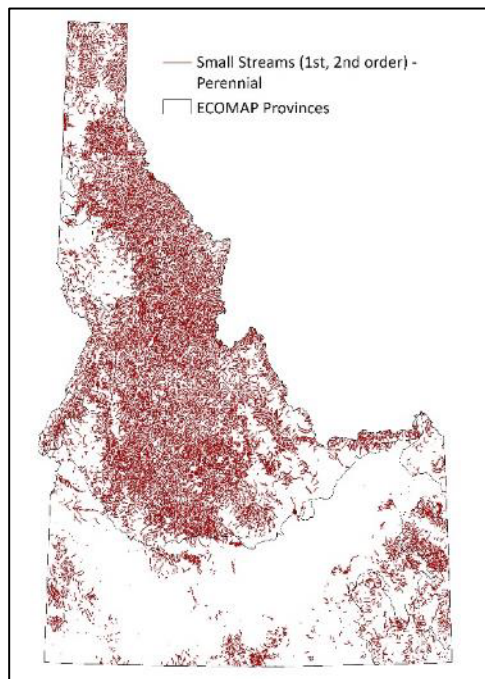 Small Streams (1st, 2nd order) -
Perennial
ECOMAP Provinces